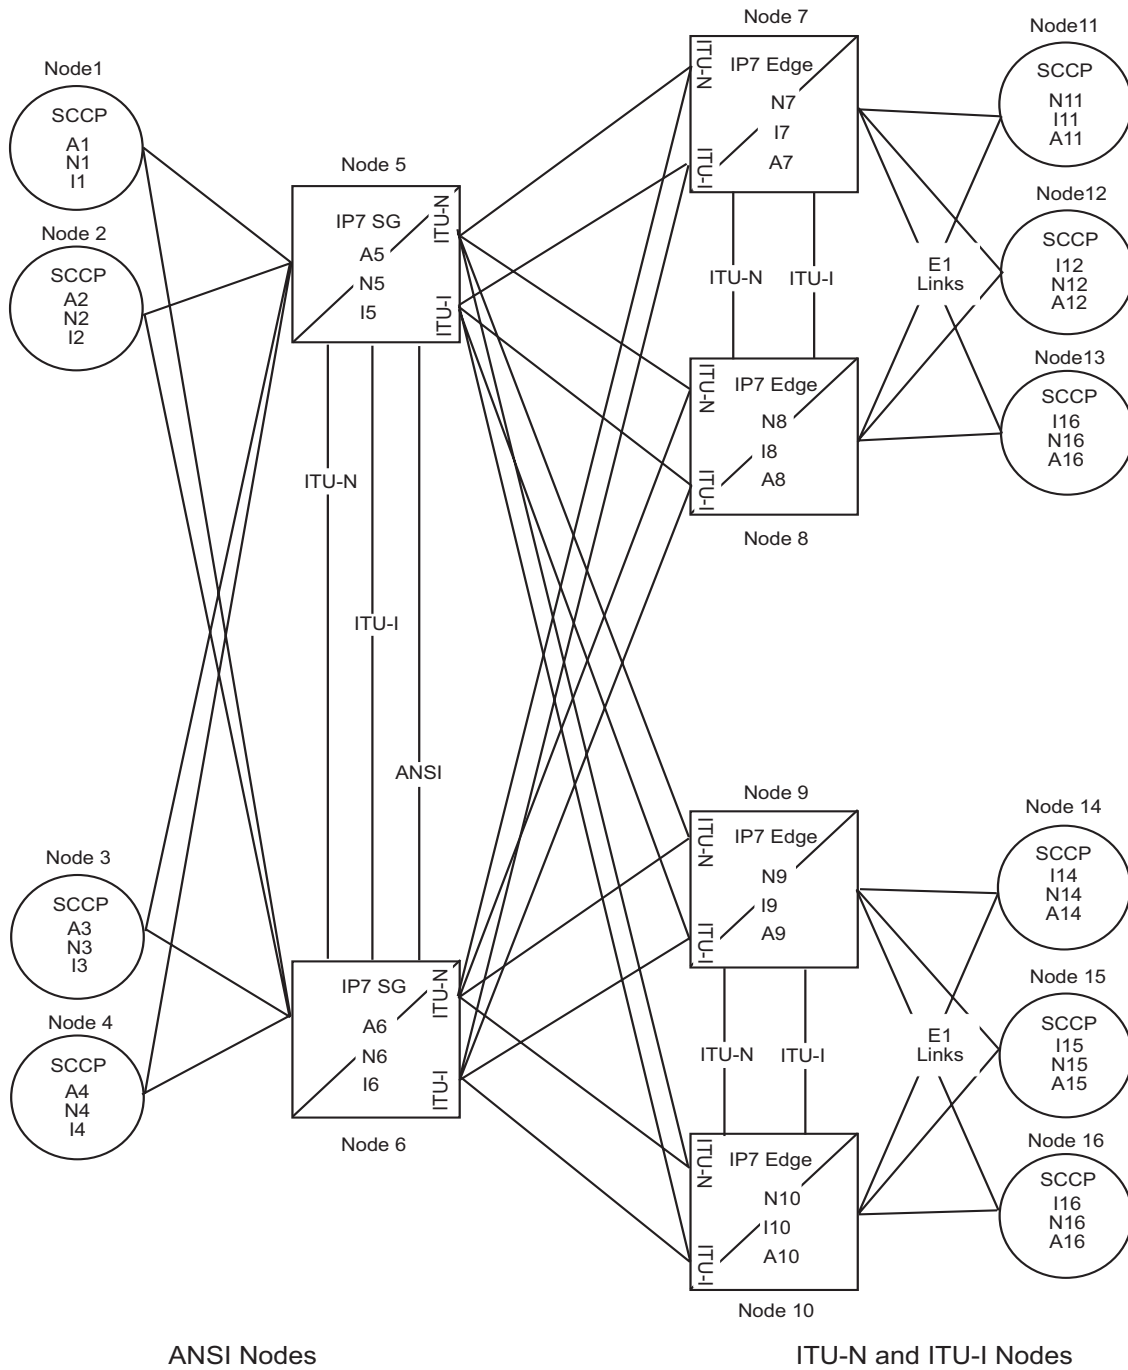 Node1
SCCP
A1
N1
I1
Node 2
SCCP
A2
N2
I2
Node 3
SCCP
A3
N3
I3
Node 4
SCCP
A4
N4
I4
Node 5
IP7 SG
A5
N5
I5
ITU-N
ITU-I
ITU-N
ITU-I
ANSI
IP7 SG
A6
N6
I6
ITU-N
ITU-I
Node 6
Node 7
ITU-N
IP7 Edge
N7
I7
A7
ITU-I
ITU-N
ITU-I
ITU-N
IP7 Edge
N8
I8
A8
ITU-I
Node 8
Node 9
ITU-N
IP7 Edge
N9
I9
A9
ITU-I
ITU-N
ITU-I
ITU-N
IP7 Edge
N10
I10
A10
ITU-I
Node 10
Node11
SCCP
N11
I11
A11
Node12
SCCP
I12
N12
A12
E1
Links
Node13
SCCP
I16
N16
A16
Node 14
SCCP
I14
N14
A14
Node 15
SCCP
I15
N15
A15
E1
Links
Node 16
SCCP
I16
N16
A16
ANSI Nodes
ITU-N and ITU-I Nodes